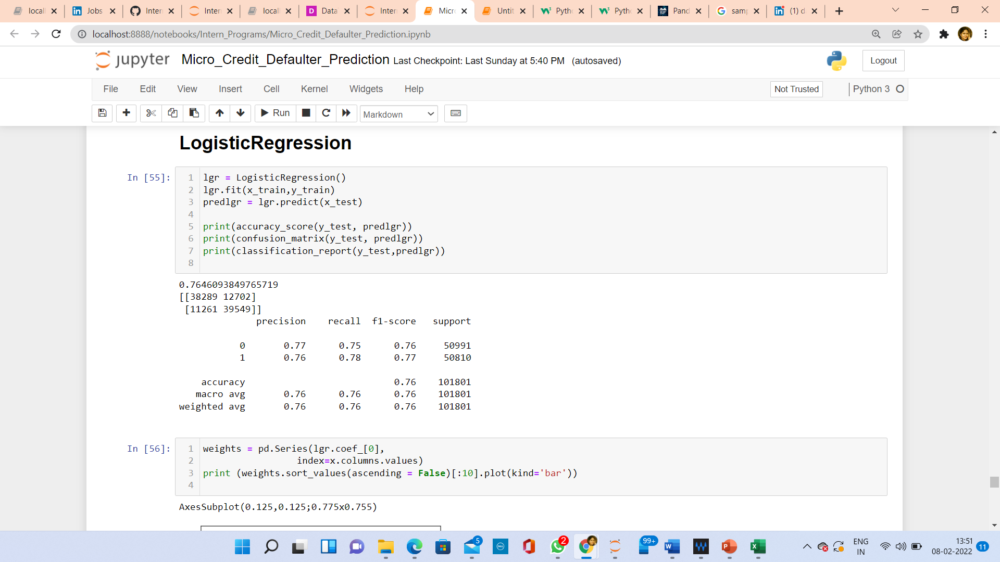 locall Jobs Inter Inter locall Data Inter Micr Untit Pytho Pytho Pand sam (1) d
localhost:8888/notebooks/Intern_Programs/Micro_Credit_Defaulter_Prediction.ipynb
jupyter Micro_Credit_Defaulter_Prediction Last Checkpoint: Last Sunday at 5:40 PM (autosaved) Logout
File Edit View Insert Cell Kernel Widgets Help Not Trusted Python 3
Run Markdown
LogisticRegression
In [55]: 1 lgr = LogisticRegression()
2 lgr.fit(x_train,y_train)
3 predlgr = lgr.predict(x_test)
4
5 print(accuracy_score(y_test, predlgr))
6 print(confusion_matrix(y_test, predlgr))
7 print(classification_report(y_test,predlgr))
8
0.7646093849765719
[[38289 12702]
[11261 39549]]
precision recall f1-score support
0 0.77 0.75 0.76 50991
1 0.76 0.78 0.77 50810
accuracy 0.76 101801
macro avg 0.76 0.76 0.76 101801
weighted avg 0.76 0.76 0.76 101801
In [56]: 1 weights = pd.Series(lgr.coef_[0],
2 index=x.columns.values)
3 print (weights.sort_values(ascending = False)[:10].plot(kind='bar'))
4
AxesSubplot(0.125,0.125;0.775x0.755)
5 2 99+ ENG 13:51
IN 08-02-2022 11